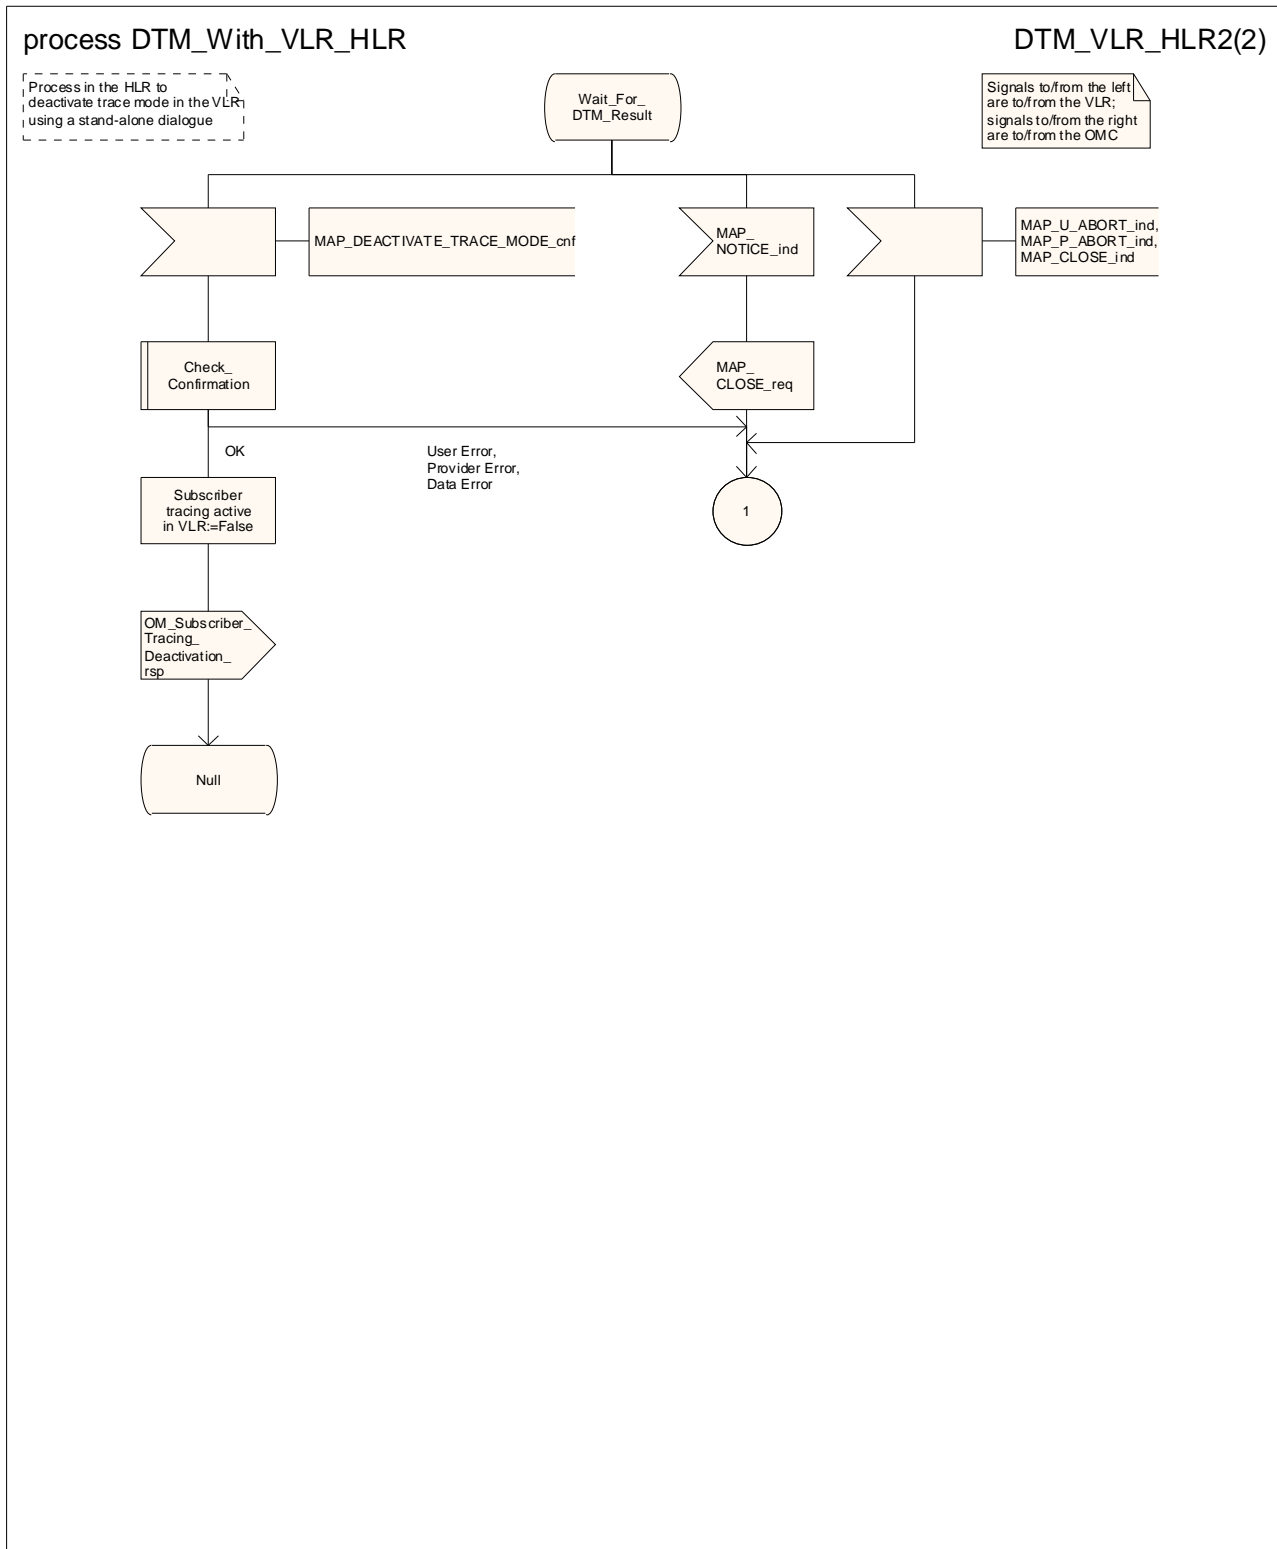 process DTM_With_VLR_HLR
DTM_VLR_HLR2(2)
Process in the HLR to
deactivate trace mode in the VLR
using a stand-alone dialogue
Wait_For_
DTM_Result
Signals to/from the left
are to/from the VLR;
signals to/from the right
are to/from the OMC
MAP_DEACTIVATE_TRACE_MODE_cnf
MAP_
NOTICE_ind
MAP_U_ABORT_ind,
MAP_P_ABORT_ind,
MAP_CLOSE_ind
Check_
Confirmation
MAP_
CLOSE_req
OK
User Error,
Provider Error,
Data Error
Subscriber
tracing active
in VLR:=False
1
OM_Subscriber_
Tracing_
Deactivation_
rsp
Null